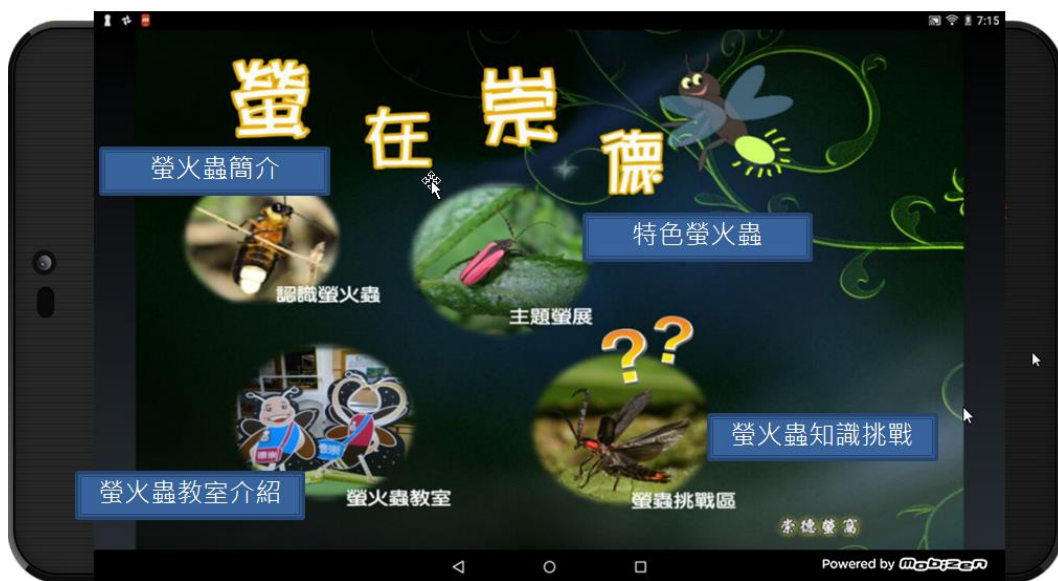 7:15
螢在崇德
螢火蟲簡介
特色螢火蟲
認識螢火蟲
主題螢展
??
螢火蟲知識挑戰
螢火蟲教室介紹
螢火蟲教室
螢蟲挑戰區
崇德螢窩
Powered by Mobizen